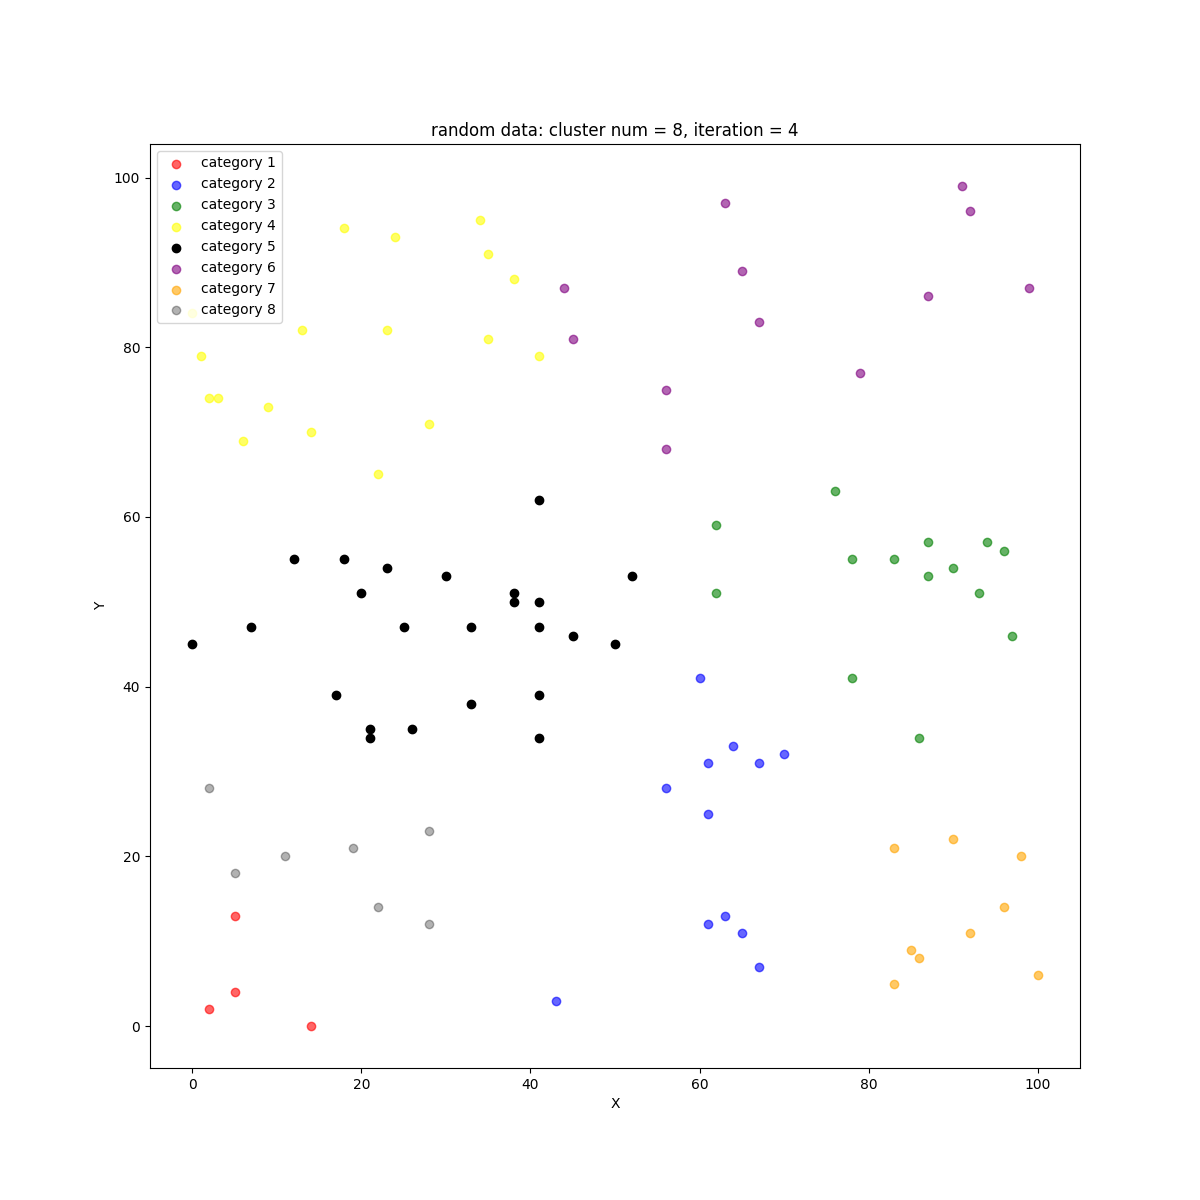 random data: cluster num = 8, iteration = 4
category 1
category 2
category 3
category 4
category 5
category 6
category 7
category 8
100
80
60
40
20
0
Y
0 20 40 60 80 100
X